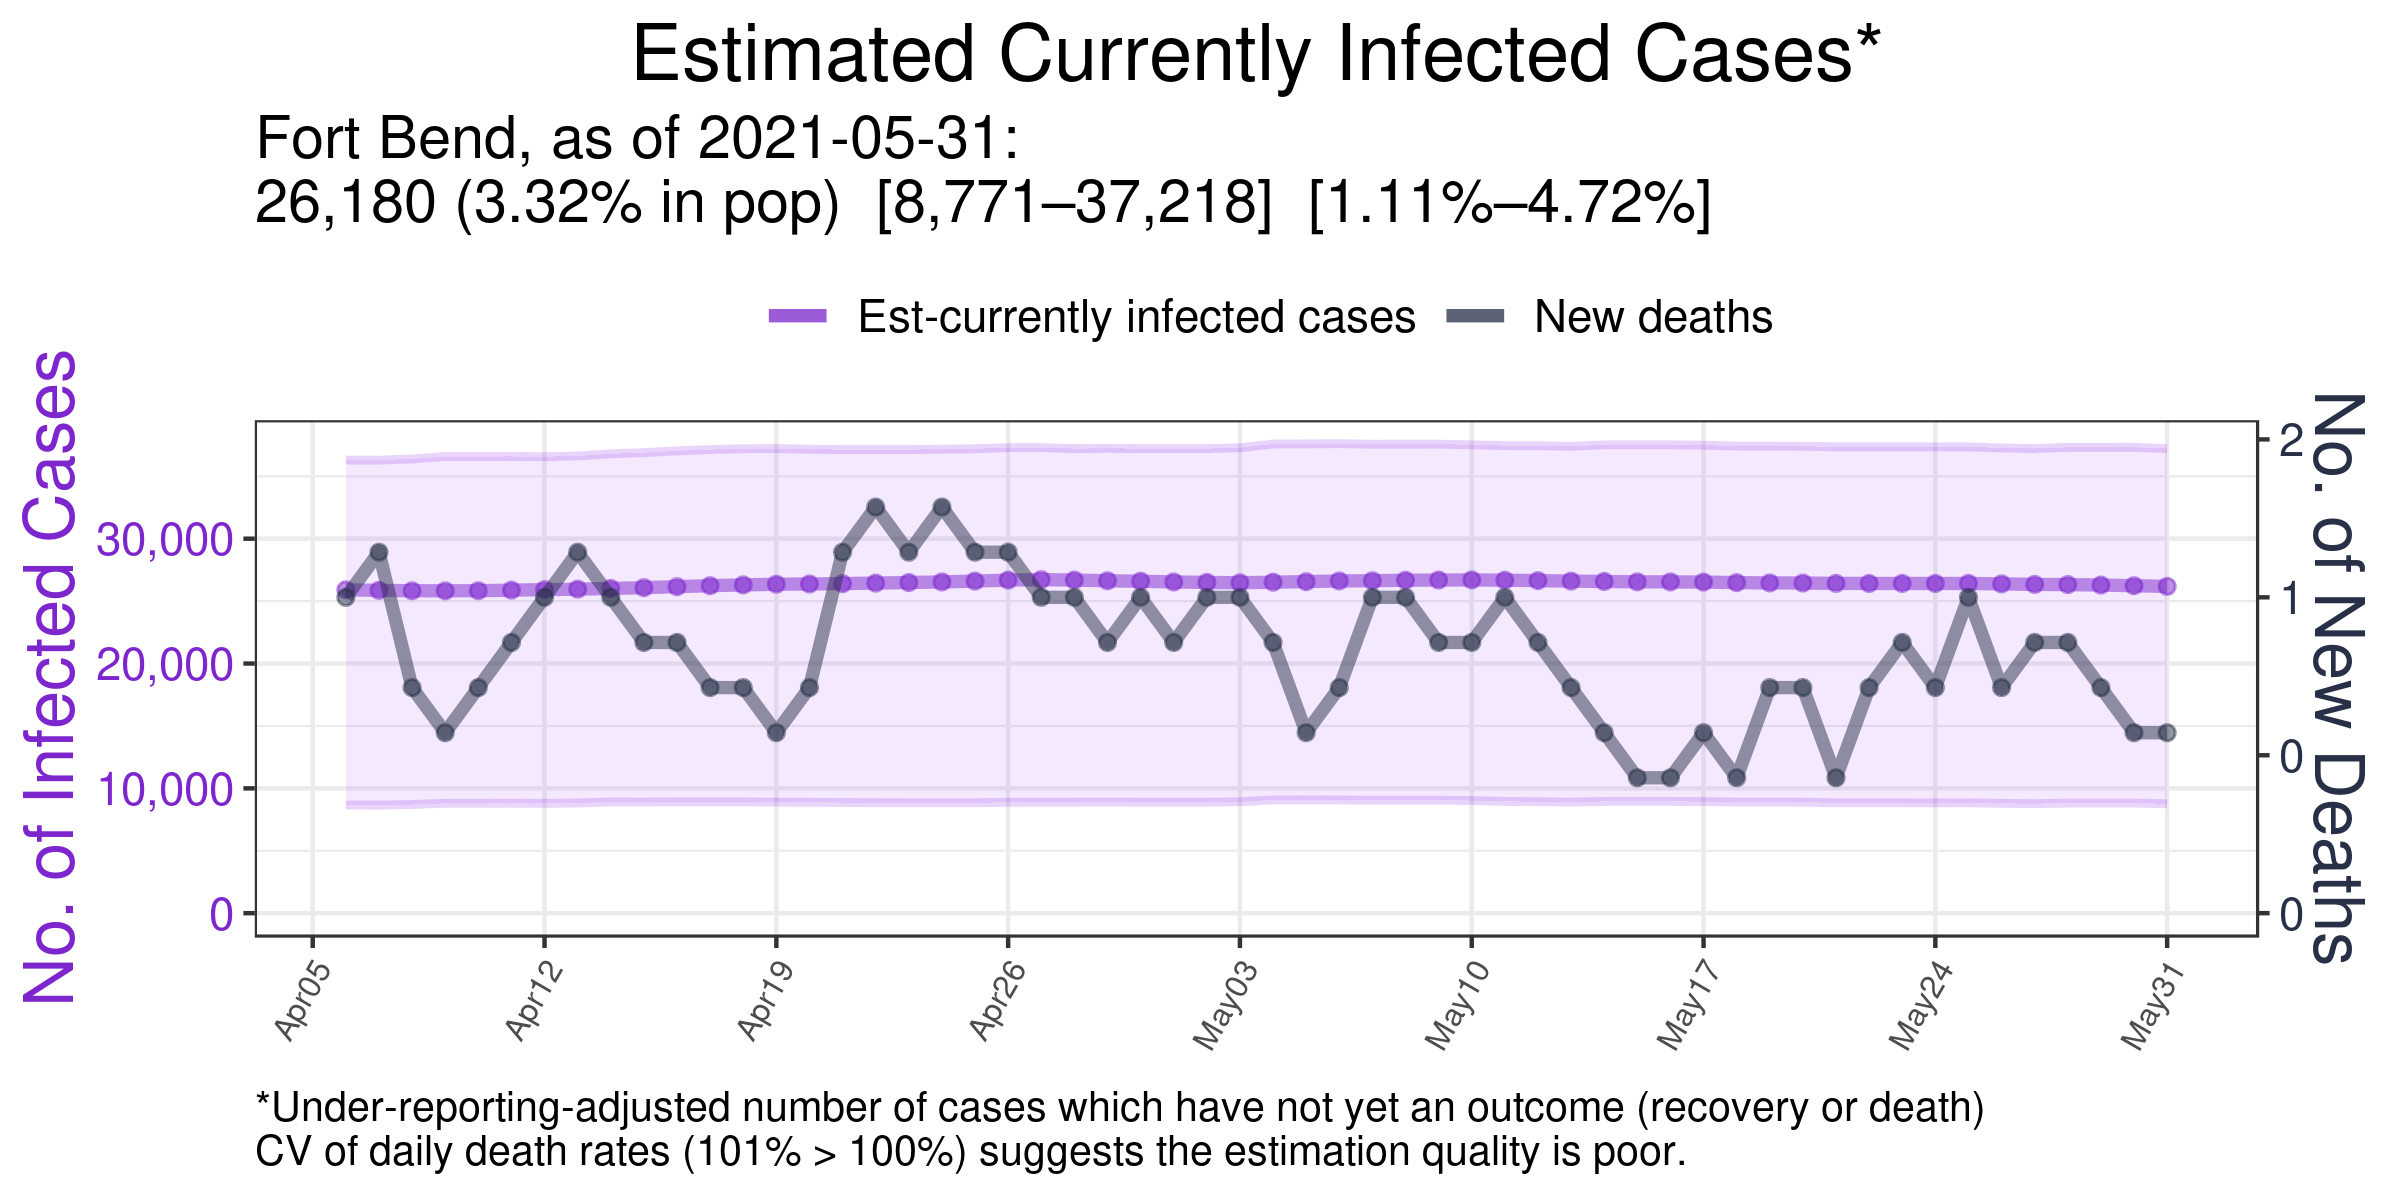 Estimated Currently Infected Cases*
Fort Bend, as of 2021-05-31:
26,180 (3.32% in pop)  [8,771–37,218]  [1.11%–4.72%]
Est-currently infected cases
New deaths
No. of Infected Cases
30,000
20,000
10,000
0
2
1
0
0
No. of New Deaths
Apr05
Apr12
Apr19
Apr26
May03
May10
May17
May24
May31
*Under-reporting-adjusted number of cases which have not yet an outcome (recovery or death)
CV of daily death rates (101% > 100%) suggests the estimation quality is poor.